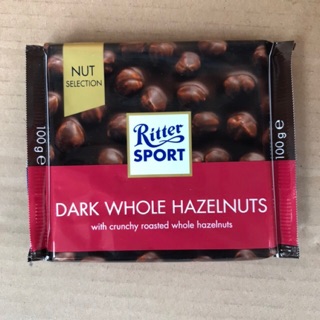 NUT
SELECTION
100 g ℮
Ritter
SPORT
100 g ℮
DARK WHOLE HAZELNUTS
with crunchy roasted whole hazelnuts